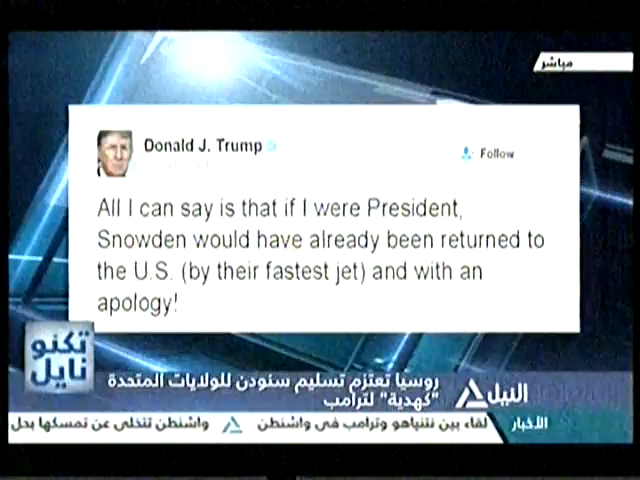 مباشر
Donald J. Trump
Follow
All I can say is that if I were President,
Snowden would have already been returned to
the U.S. (by their fastest jet) and with an
apology!
تكنو
نايل
روسيا تعتزم تسليم سنودن للولايات المتحدة
"كهدية" لترامب
النيل
الأخبار
لقاء بين نتنياهو وترامب في واشنطن
واشنطن تتخلى عن تمسكها بحل